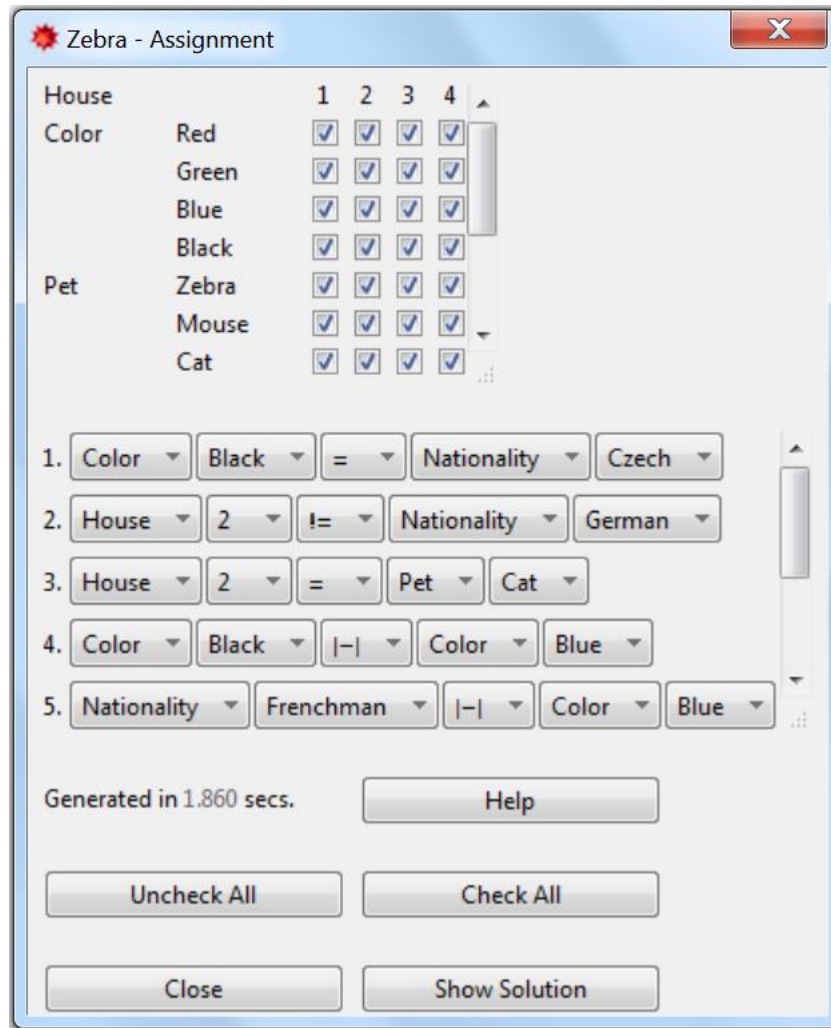 Zebra - Assignment
House 1 2 3 4
Color Red
Green
Blue
Black
Pet Zebra
Mouse
Cat
1. Color Black = Nationality Czech
2. House 2 != Nationality German
3. House 2 = Pet Cat
4. Color Black |-| Color Blue
5. Nationality Frenchman |-| Color Blue
Generated in 1.860 secs. Help
Uncheck All Check All
Close Show Solution